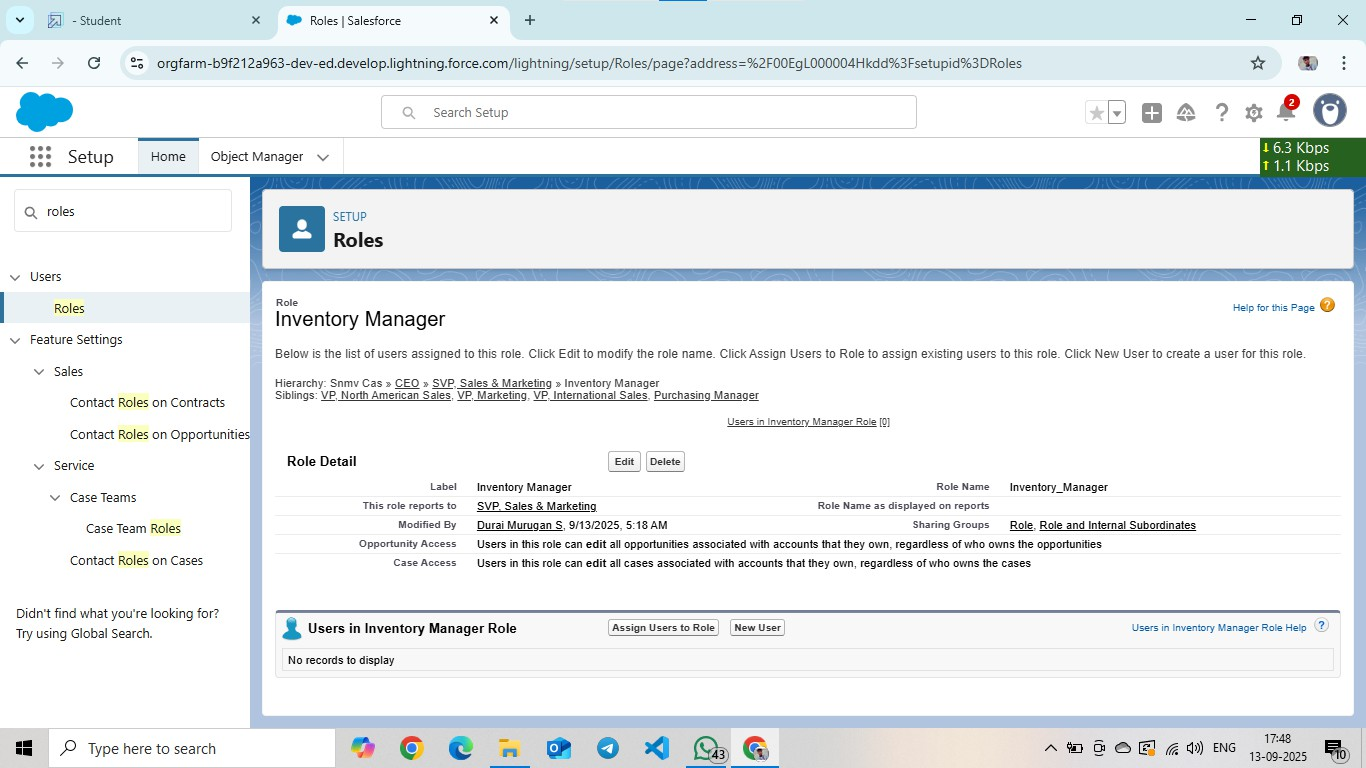 - Student
Roles | Salesforce
orgfarm-b9f212a963-dev-ed.develop.lightning.force.com/lightning/setup/Roles/page?address=%2F00EgL000004Hkdd%3Fsetupid%3DRoles
Search Setup
2
Setup
Home
Object Manager
6.3 Kbps
1.1 Kbps
roles
Users
Roles
Feature Settings
Sales
Contact Roles on Contracts
Contact Roles on Opportunities
Service
Case Teams
Case Team Roles
Contact Roles on Cases
Didn't find what you're looking for?
Try using Global Search.
SETUP
Roles
Role
Inventory Manager
Help for this Page ?
Below is the list of users assigned to this role. Click Edit to modify the role name. Click Assign Users to Role to assign existing users to this role. Click New User to create a user for this role.
Hierarchy: Snmv Cas » CEO » SVP, Sales & Marketing » Inventory Manager
Siblings: VP, North American Sales, VP, Marketing, VP, International Sales, Purchasing Manager
Users in Inventory Manager Role [0]
Role Detail Edit Delete
Label Inventory Manager Role Name Inventory_Manager
This role reports to SVP, Sales & Marketing Role Name as displayed on reports
Modified By Durai Murugan S, 9/13/2025, 5:18 AM Sharing Groups Role, Role and Internal Subordinates
Opportunity Access Users in this role can edit all opportunities associated with accounts that they own, regardless of who owns the opportunities
Case Access Users in this role can edit all cases associated with accounts that they own, regardless of who owns the cases
Users in Inventory Manager Role Assign Users to Role New User Users in Inventory Manager Role Help ?
No records to display
Type here to search
43
ENG
17:48
13-09-2025
10